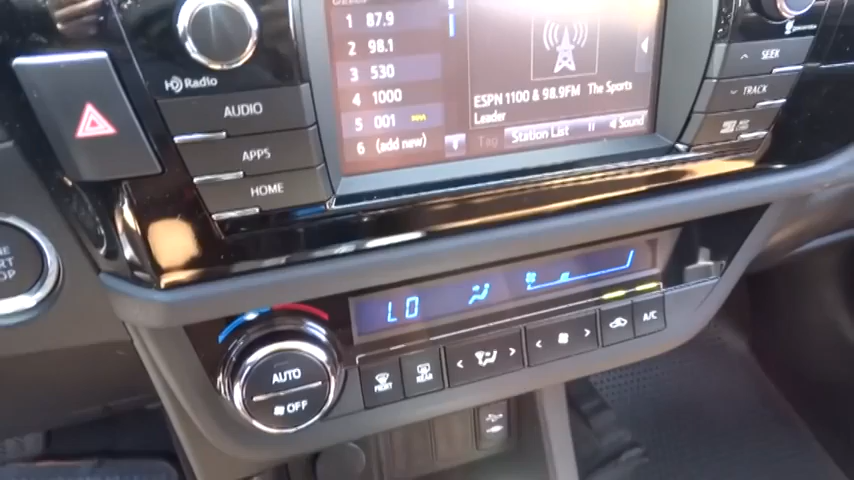 1 87.9
2 98.1
3 530
4 1000
5 001
6 (add new)
ESPN 1100 & 98.9FM The Sports
Leader
Tag
Station List
Sound
HD Radio
AUDIO
APPS
HOME
SEEK
TRACK
LO
AUTO
OFF
FRONT
REAR
A/C